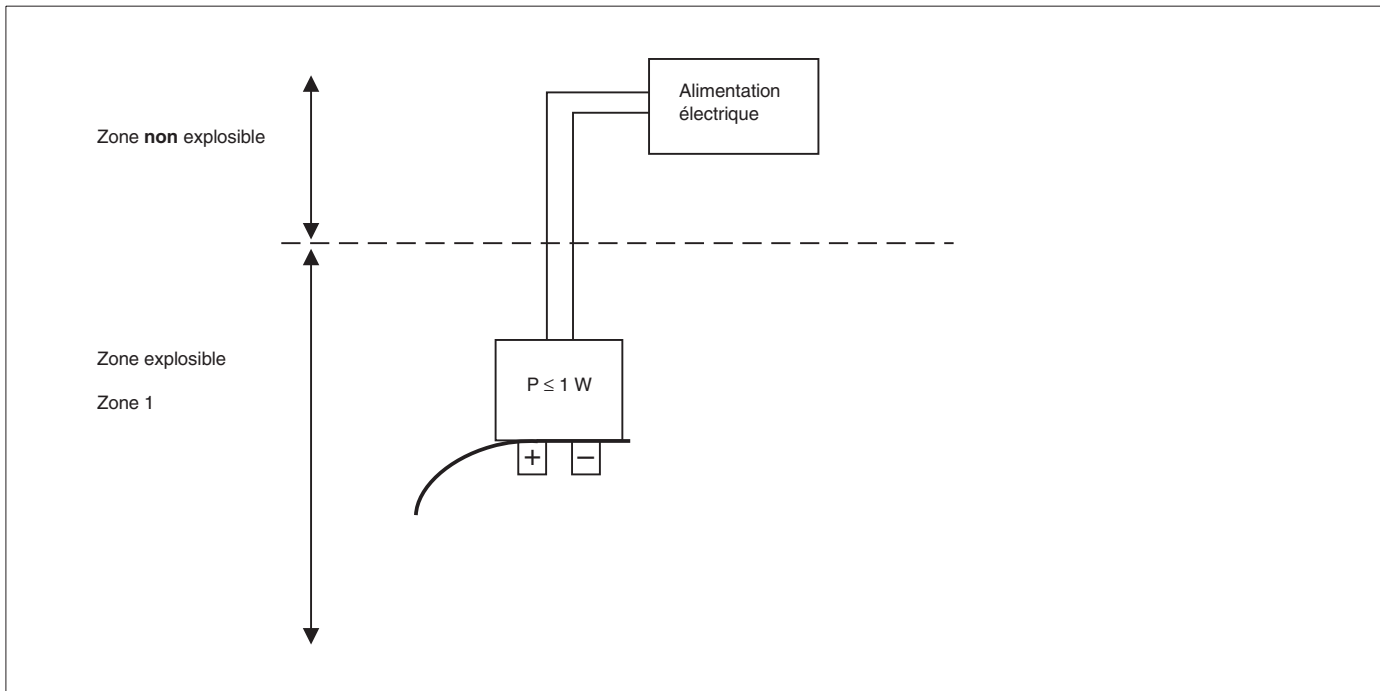 Alimentation
électrique
Zone non explosible
Zone explosible
Zone 1
P ≤ 1 W
+ −